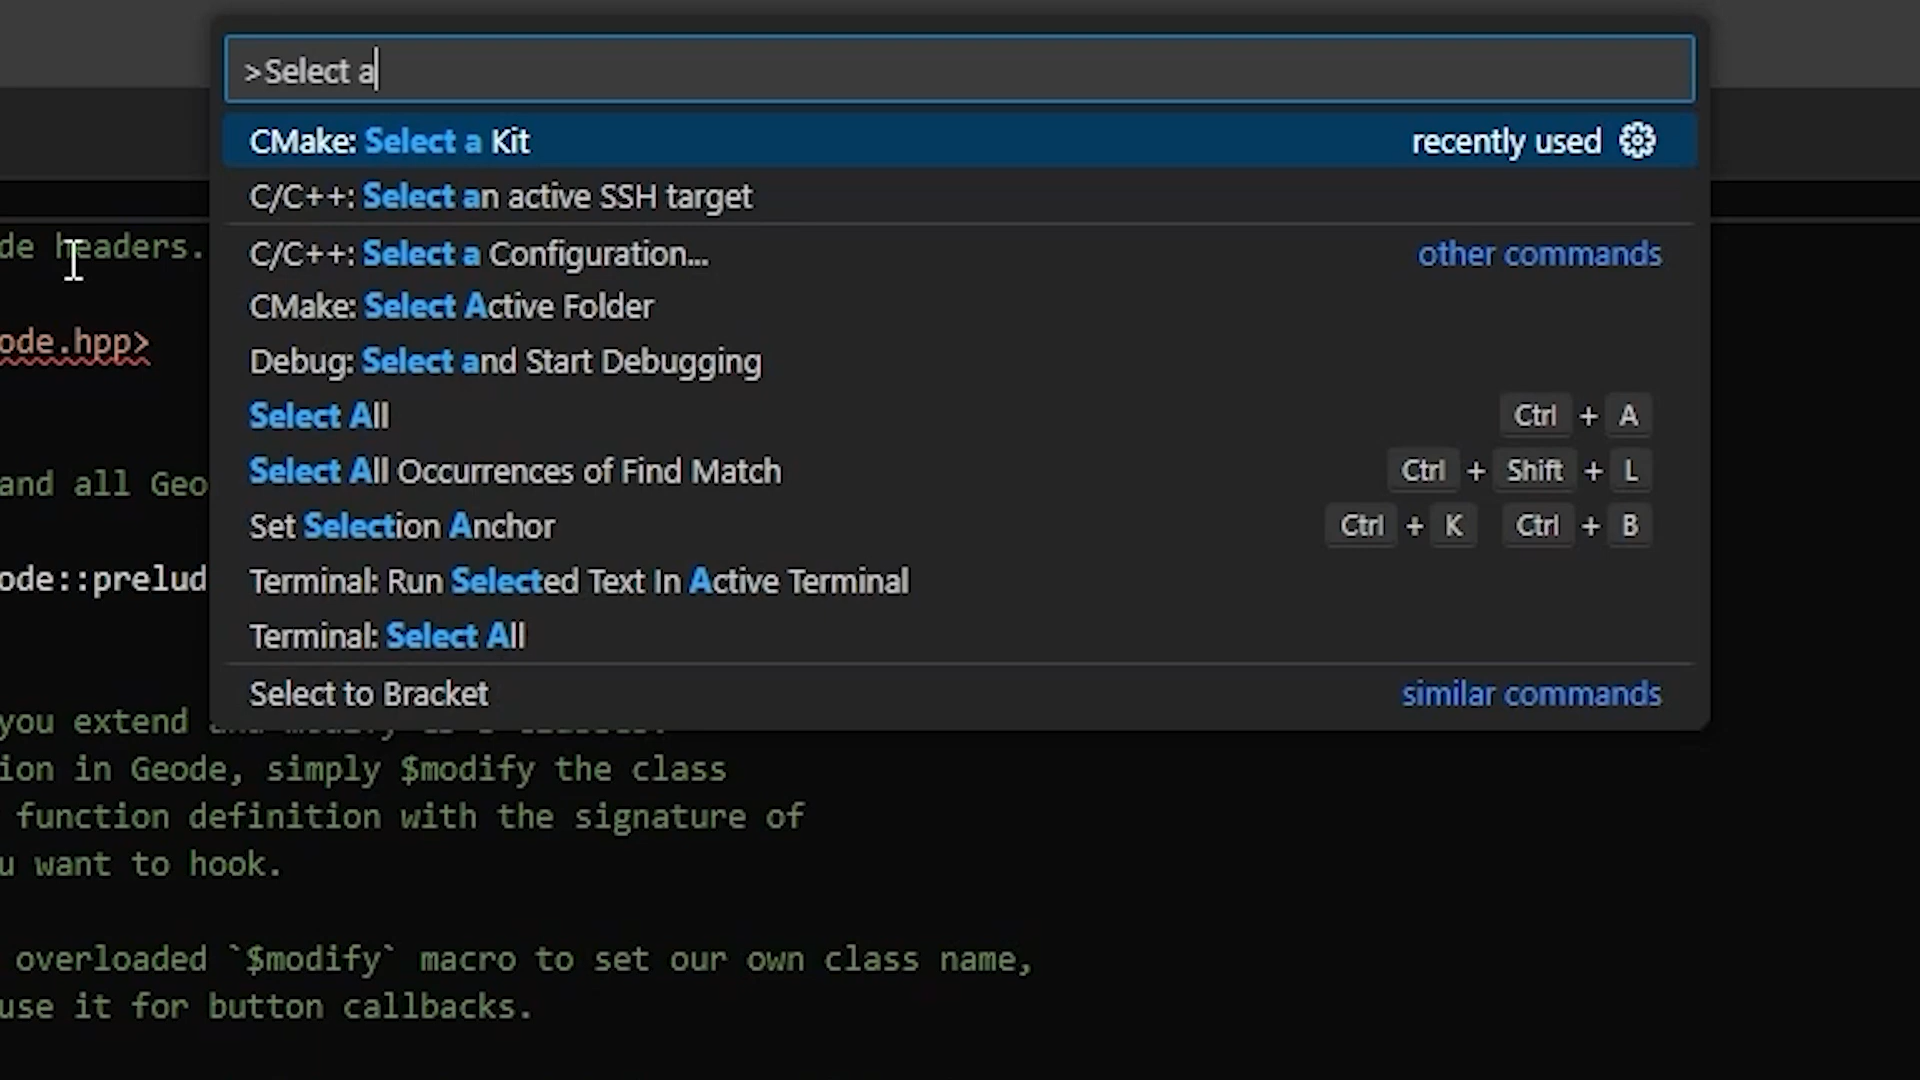 >Select a
CMake: Select a Kit recently used
C/C++: Select an active SSH target
de headers.
C/C++: Select a Configuration... other commands
CMake: Select Active Folder
ode.hpp>
Debug: Select and Start Debugging
Select All Ctrl + A
Select All Occurrences of Find Match Ctrl + Shift + L
and all Geo
Set Selection Anchor Ctrl + K Ctrl + B
ode::prelud
Terminal: Run Selected Text In Active Terminal
Terminal: Select All
Select to Bracket similar commands
you extend
ion in Geode, simply $modify the class
function definition with the signature of
u want to hook.
overloaded `$modify` macro to set our own class name,
use it for button callbacks.